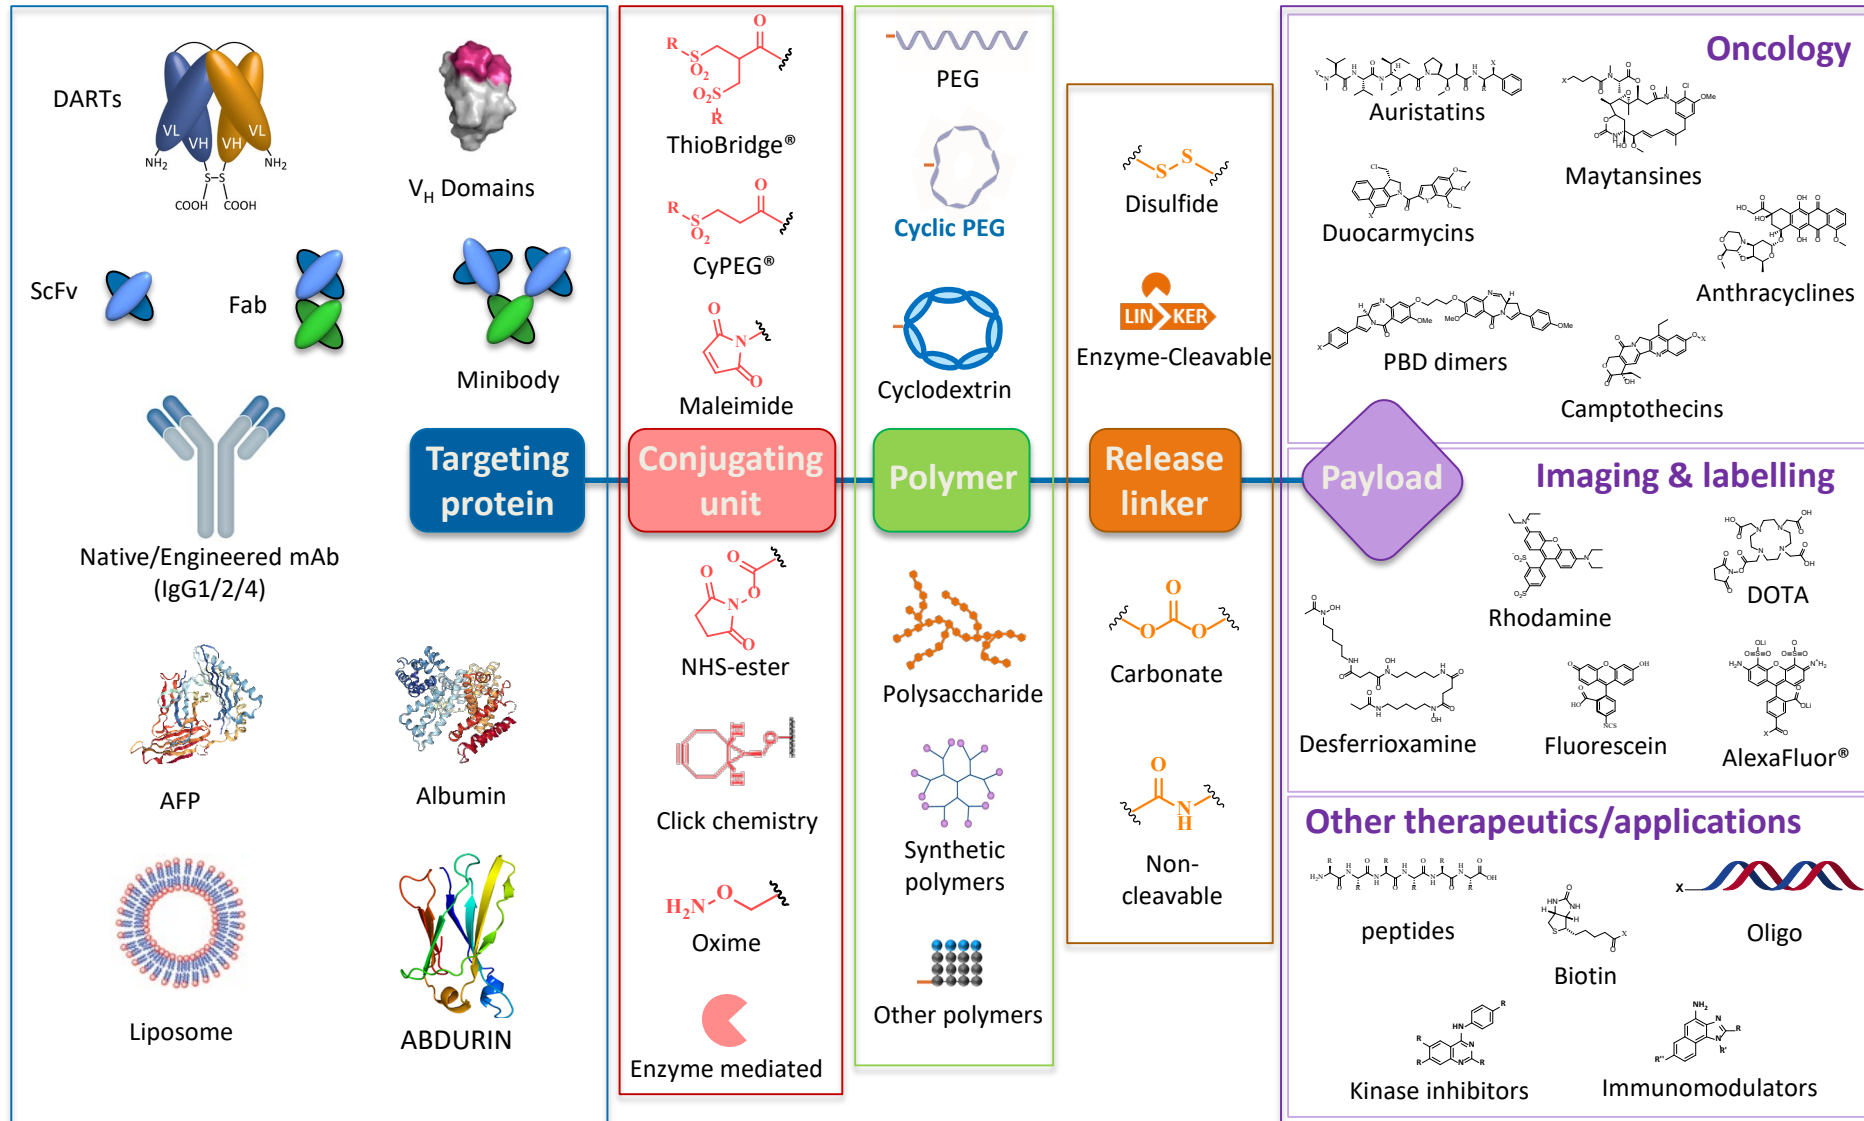 DARTs
VL
VH
VH
VL
NH2
NH2
S
S
COOH
COOH
VH Domains
ScFv
Fab
Minibody
Native/Engineered mAb
(IgG1/2/4)
AFP
Albumin
Liposome
ABDURIN
Targeting
protein
ThioBridge®
CyPEG®
Maleimide
Conjugating
unit
NHS-ester
Click chemistry
H2N
O
Oxime
Enzyme mediated
PEG
Cyclic PEG
Cyclodextrin
Polymer
Polysaccharide
Synthetic
polymers
Other polymers
S
S
Disulfide
LIN
KER
Enzyme-Cleavable
Release
linker
O
O
O
Carbonate
O
N
H
Non-
cleavable
Payload
Oncology
Auristatins
Maytansines
Duocarmycins
Anthracyclines
PBD dimers
Camptothecins
Imaging & labelling
Rhodamine
DOTA
Desferrioxamine
Fluorescein
AlexaFluor®
Other therapeutics/applications
peptides
Biotin
X
Oligo
Kinase inhibitors
Immunomodulators